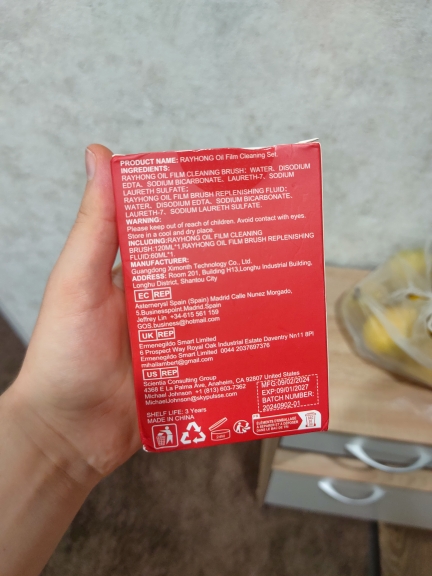 PRODUCT NAME: RAYHONG Oil Film Cleaning Set.
INGREDIENTS:
RAYHONG OIL FILM CLEANING BRUSH: WATER、DISODIUM
EDTA、SODIUM BICARBONATE、LAURETH-7、SODIUM
LAURETH SULFATE;
RAYHONG OIL FILM BRUSH REPLENISHING FLUID:
WATER、DISODIUM EDTA、SODIUM BICARBONATE、
LAURETH-7、SODIUM LAURETH SULFATE.
WARNING:
Please keep out of reach of children. Avoid contact with eyes.
Store in a cool and dry place.
INCLUDING:RAYHONG OIL FILM CLEANING
BRUSH:120ML*1,RAYHONG OIL FILM BRUSH REPLENISHING
FLUID:60ML*1
MANUFACTURER:
Guangdong Ximonth Technology Co., Ltd.
ADDRESS: Room 201, Building H13,Longhu Industrial Building,
Longhu District, Shantou City
EC REP
Asterneryal Spain (Spain) Madrid Calle Nunez Morgado,
5,Businesspoint,Madrid,Spain
Jeffrey Lin +34-615 561 159
GOS.business@hotmail.com
UK REP
Ermenegildo Smart Limited
6 Prospect Way Royal Oak Industrial Estate Daventry Nn11 8Pl
Ermenegildo Smart Limited 0044 2037697376
mihailambert@gmail.com
US REP
Scientia Consulting Group
4368 E La Palma Ave, Anaheim, CA 92807 United States
Michael Johnson +1 (813) 803-7362
MichaelJohnson@skypulsse.com
MFG:09/02/2024
EXP:09/01/2027
BATCH NUMBER:
20240902-01
SHELF LIFE: 3 Years
MADE IN CHINA